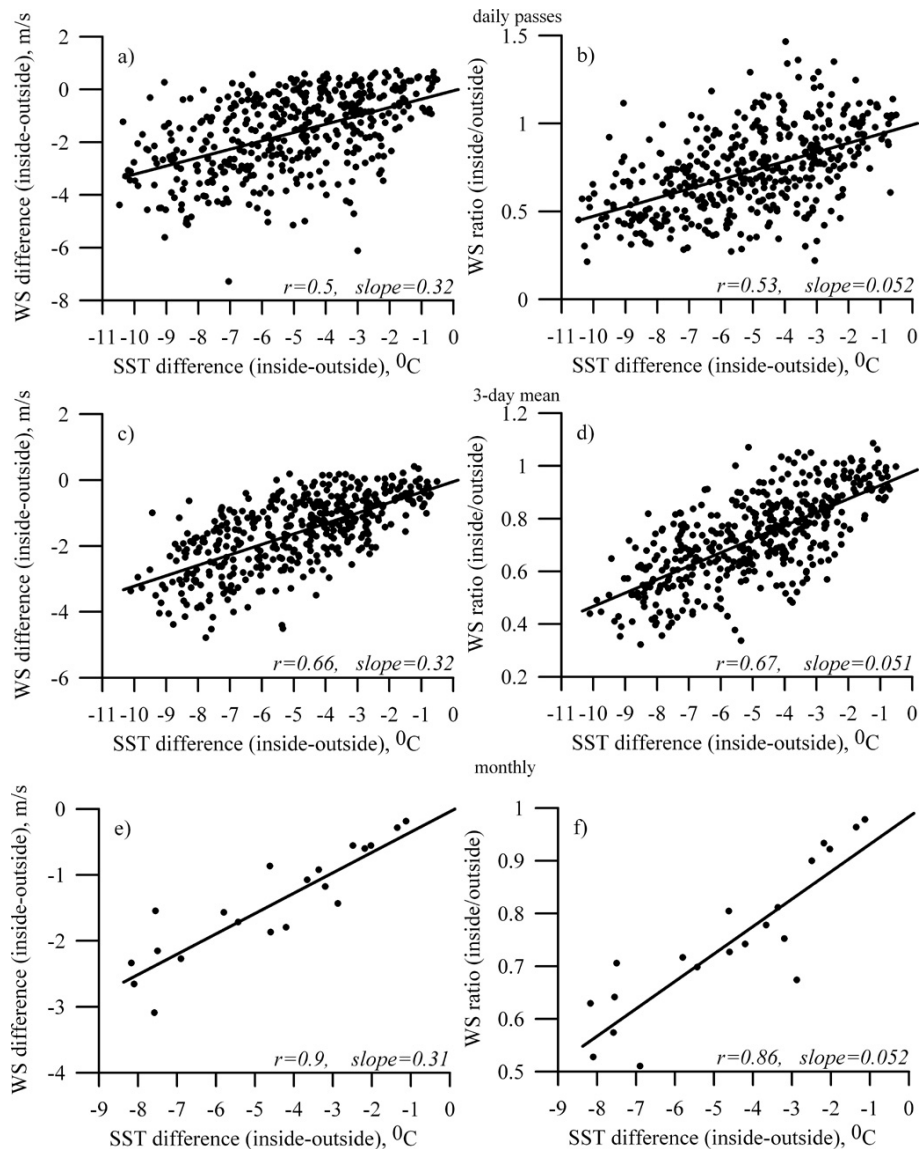 daily passes
a)
WS difference (inside-outside), m/s
2
0
-2
-4
-6
-8
r=0.5, slope=0.32
-11 -10 -9 -8 -7 -6 -5 -4 -3 -2 -1 0
SST difference (inside-outside), ⁰C
b)
WS ratio (inside/outside)
1.5
1
0.5
0
r=0.53, slope=0.052
-11 -10 -9 -8 -7 -6 -5 -4 -3 -2 -1 0
SST difference (inside-outside), ⁰C
3-day mean
c)
WS difference (inside-outside), m/s
2
0
-2
-4
-6
r=0.66, slope=0.32
-11 -10 -9 -8 -7 -6 -5 -4 -3 -2 -1 0
SST difference (inside-outside), ⁰C
d)
WS ratio (inside/outside)
1.2
1
0.8
0.6
0.4
0.2
r=0.67, slope=0.051
-11 -10 -9 -8 -7 -6 -5 -4 -3 -2 -1 0
SST difference (inside-outside), ⁰C
monthly
e)
WS difference (inside-outside), m/s
0
-1
-2
-3
-4
r=0.9, slope=0.31
-9 -8 -7 -6 -5 -4 -3 -2 -1 0
SST difference (inside-outside), ⁰C
f)
WS ratio (inside/outside)
1
0.9
0.8
0.7
0.6
0.5
r=0.86, slope=0.052
-9 -8 -7 -6 -5 -4 -3 -2 -1 0
SST difference (inside-outside), ⁰C